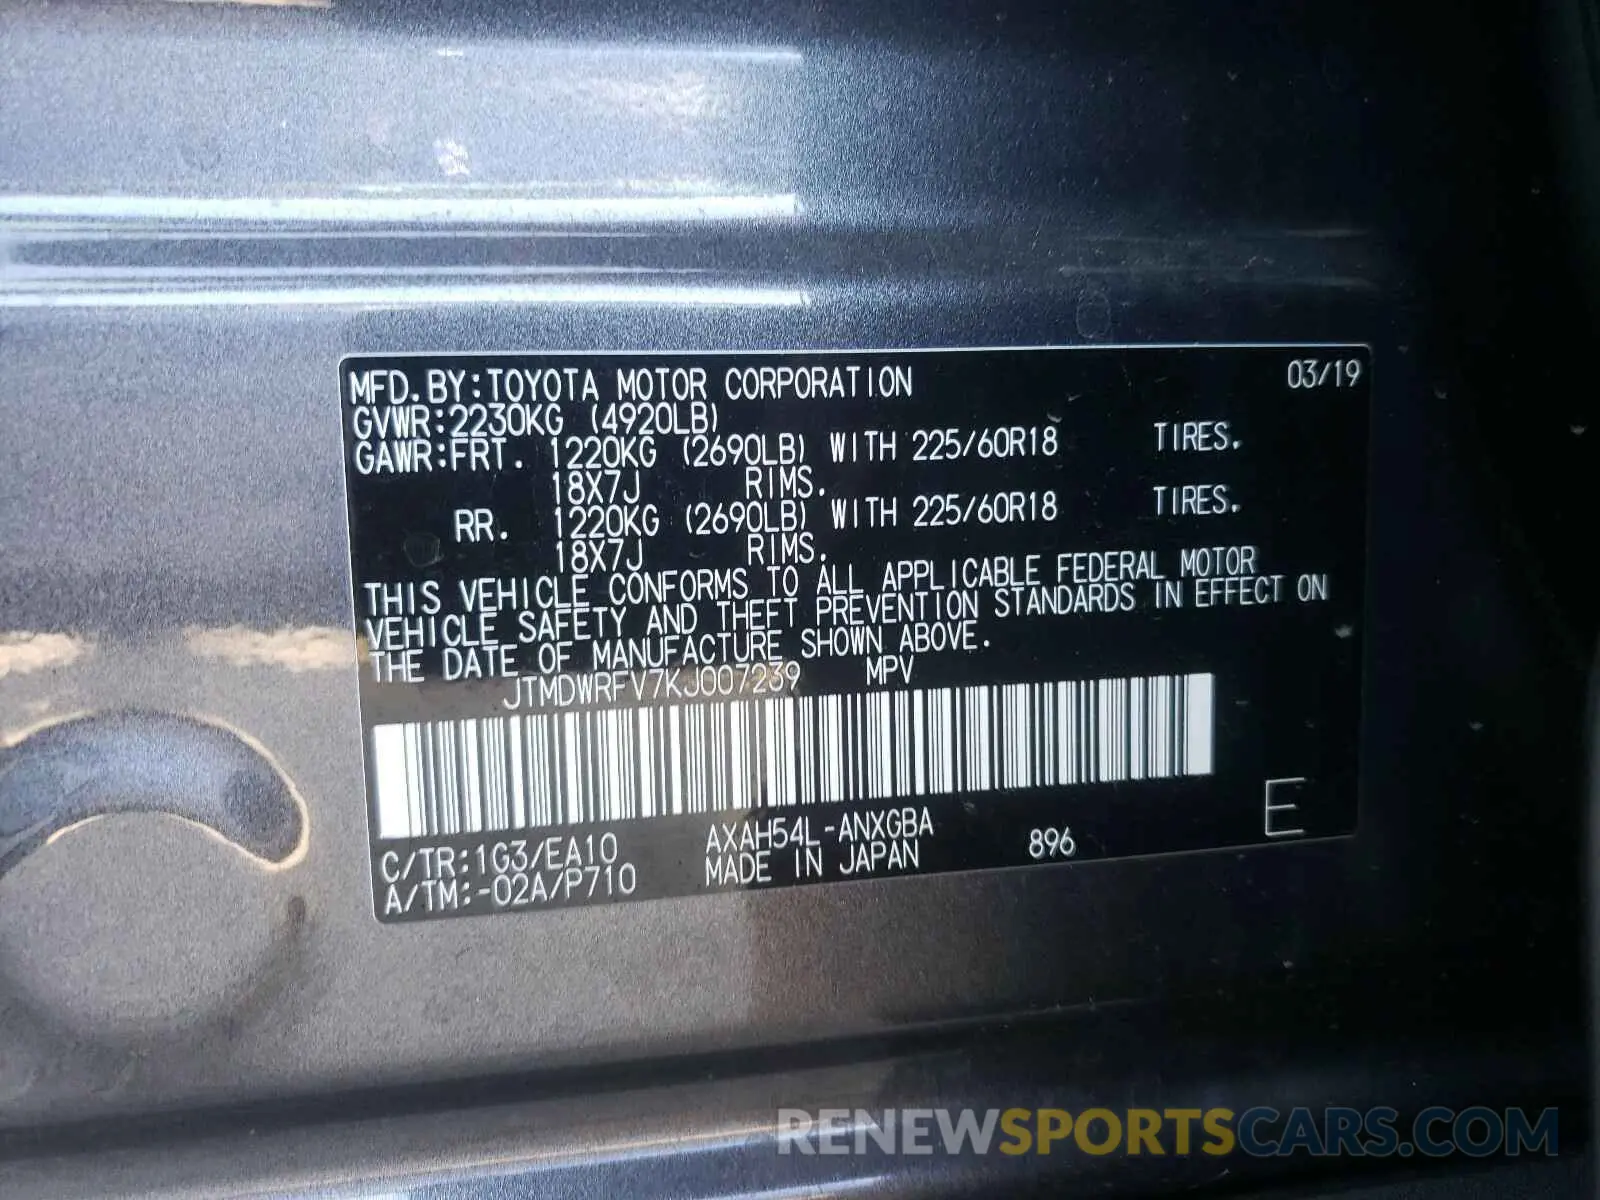 MFD.BY:TOYOTA MOTOR CORPORATION 03/19
GVWR:2230KG (4920LB)
GAWR:FRT. 1220KG (2690LB) WITH 225/60R18 TIRES.
18X7J RIMS.
RR. 1220KG (2690LB) WITH 225/60R18 TIRES.
18X7J RIMS.
THIS VEHICLE CONFORMS TO ALL APPLICABLE FEDERAL MOTOR
VEHICLE SAFETY AND THEFT PREVENTION STANDARDS IN EFFECT ON
THE DATE OF MANUFACTURE SHOWN ABOVE.
JTMDWRFV7KJ007239 MPV
C/TR:1G3/EA10 AXAH54L-ANXGBA 896 E
A/TM:-02A/P710 MADE IN JAPAN
RENEWSPORTSCARS.COM